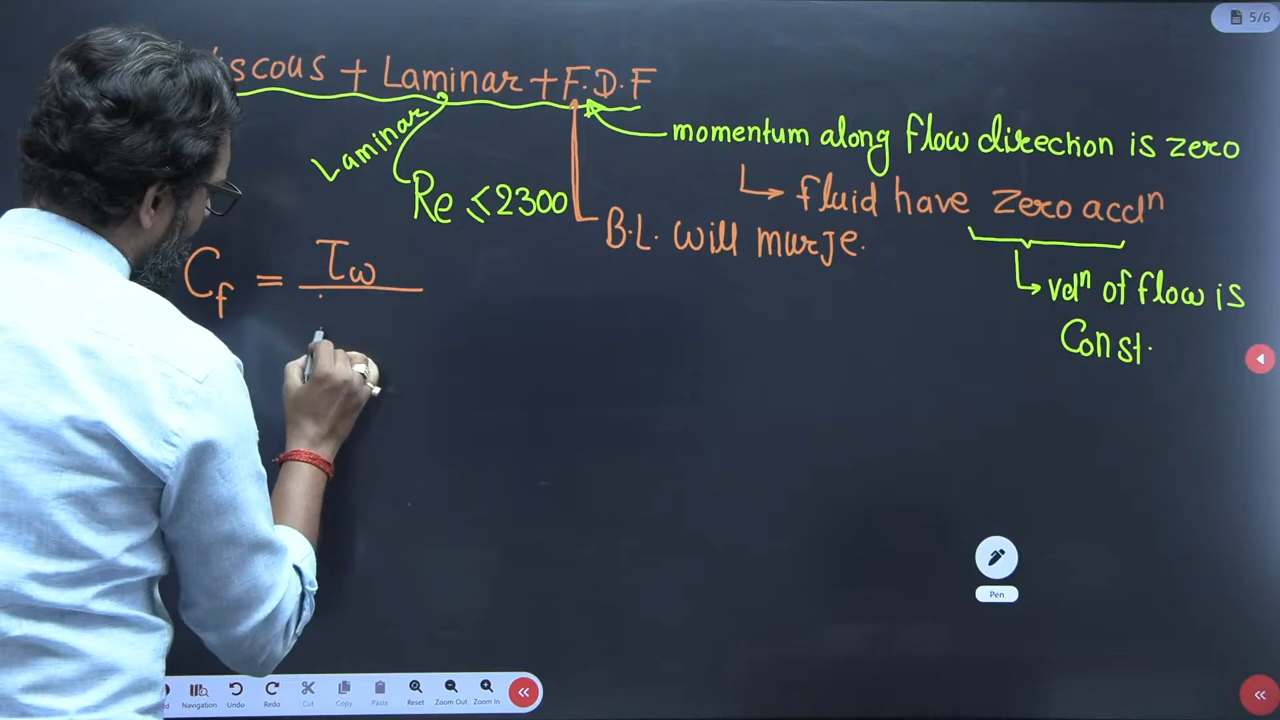 5/6
iscous + Laminar + F.D.F
Laminar
momentum along flow direction is zero
Re ⩽ 2300
↳ fluid have zero accⁿ
B.L. will murje.
C_f = τ_w
↳ velⁿ of flow is
Const.
Pen
Navigation Undo Redo Cut Copy Paste Reset Zoom Out Zoom In